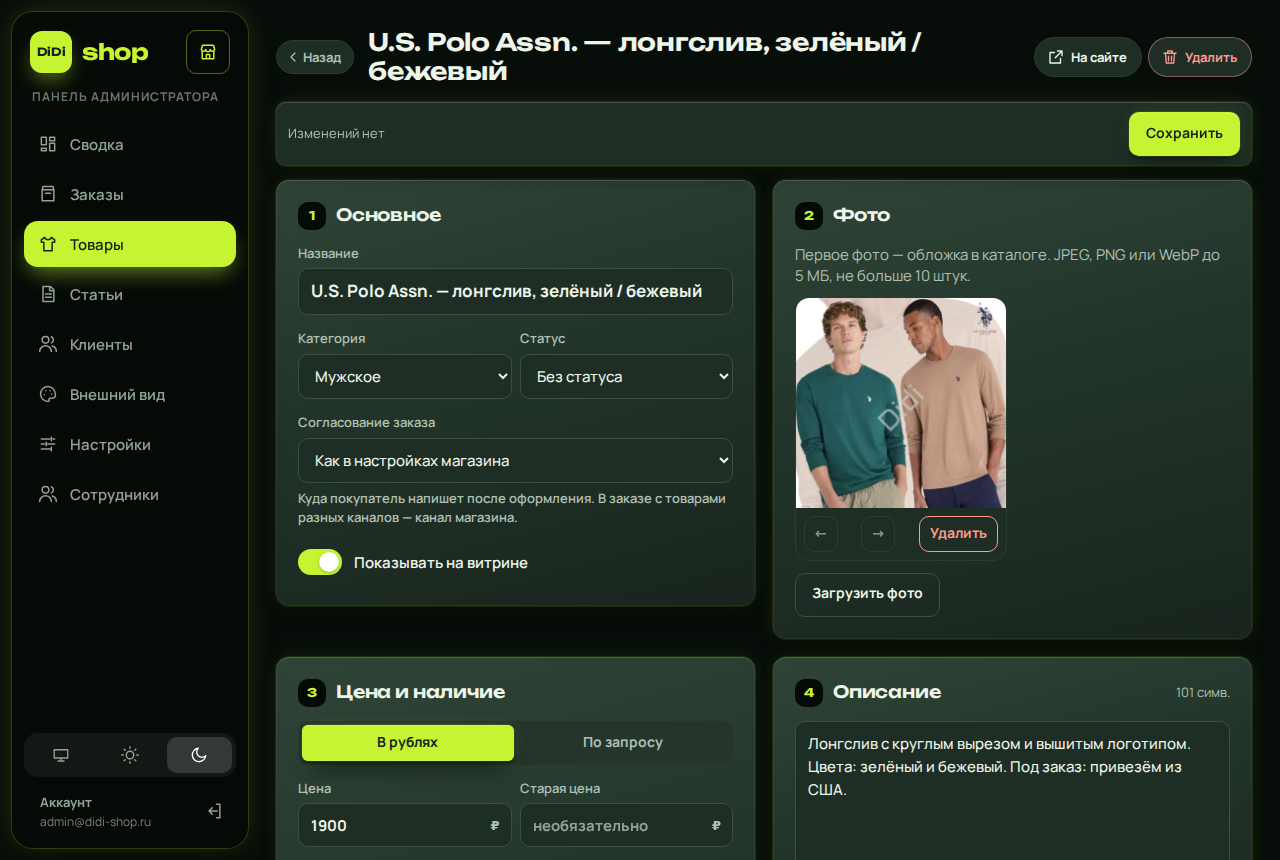 DiDi shop
ПАНЕЛЬ АДМИНИСТРАТОРА
Сводка
Заказы
Товары
Статьи
Клиенты
Внешний вид
Настройки
Сотрудники
Аккаунт
admin@didi-shop.ru
Назад
U.S. Polo Assn. — лонгслив, зелёный /
бежевый
На сайте
Удалить
Изменений нет
Сохранить
1 Основное
Название
U.S. Polo Assn. — лонгслив, зелёный / бежевый
Категория Статус
Мужское Без статуса
Согласование заказа
Как в настройках магазина
Куда покупатель напишет после оформления. В заказе с товарами
разных каналов — канал магазина.
Показывать на витрине
2 Фото
Первое фото — обложка в каталоге. JPEG, PNG или WebP до
5 МБ, не больше 10 штук.
Didi
← → Удалить
Загрузить фото
3 Цена и наличие
В рублях По запросу
Цена Старая цена
1900 ₽ необязательно ₽
4 Описание 101 симв.
Лонгслив с круглым вырезом и вышитым логотипом.
Цвета: зелёный и бежевый. Под заказ: привезём из
США.